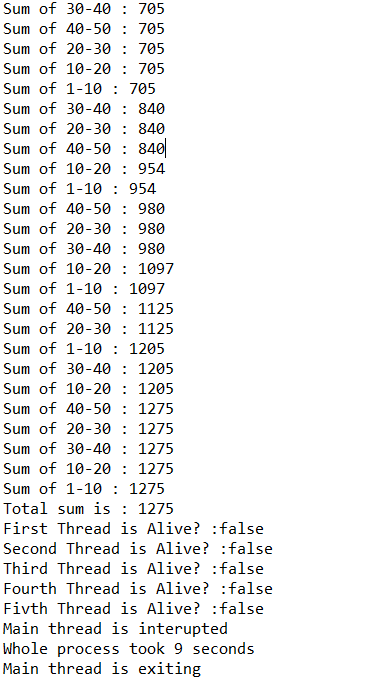 Sum of 30-40 : 705
Sum of 40-50 : 705
Sum of 20-30 : 705
Sum of 10-20 : 705
Sum of 1-10 : 705
Sum of 30-40 : 840
Sum of 20-30 : 840
Sum of 40-50 : 840
Sum of 10-20 : 954
Sum of 1-10 : 954
Sum of 40-50 : 980
Sum of 20-30 : 980
Sum of 30-40 : 980
Sum of 10-20 : 1097
Sum of 1-10 : 1097
Sum of 40-50 : 1125
Sum of 20-30 : 1125
Sum of 1-10 : 1205
Sum of 30-40 : 1205
Sum of 10-20 : 1205
Sum of 40-50 : 1275
Sum of 20-30 : 1275
Sum of 30-40 : 1275
Sum of 10-20 : 1275
Sum of 1-10 : 1275
Total sum is : 1275
First Thread is Alive? :false
Second Thread is Alive? :false
Third Thread is Alive? :false
Fourth Thread is Alive? :false
Fivth Thread is Alive? :false
Main thread is interupted
Whole process took 9 seconds
Main thread is exiting